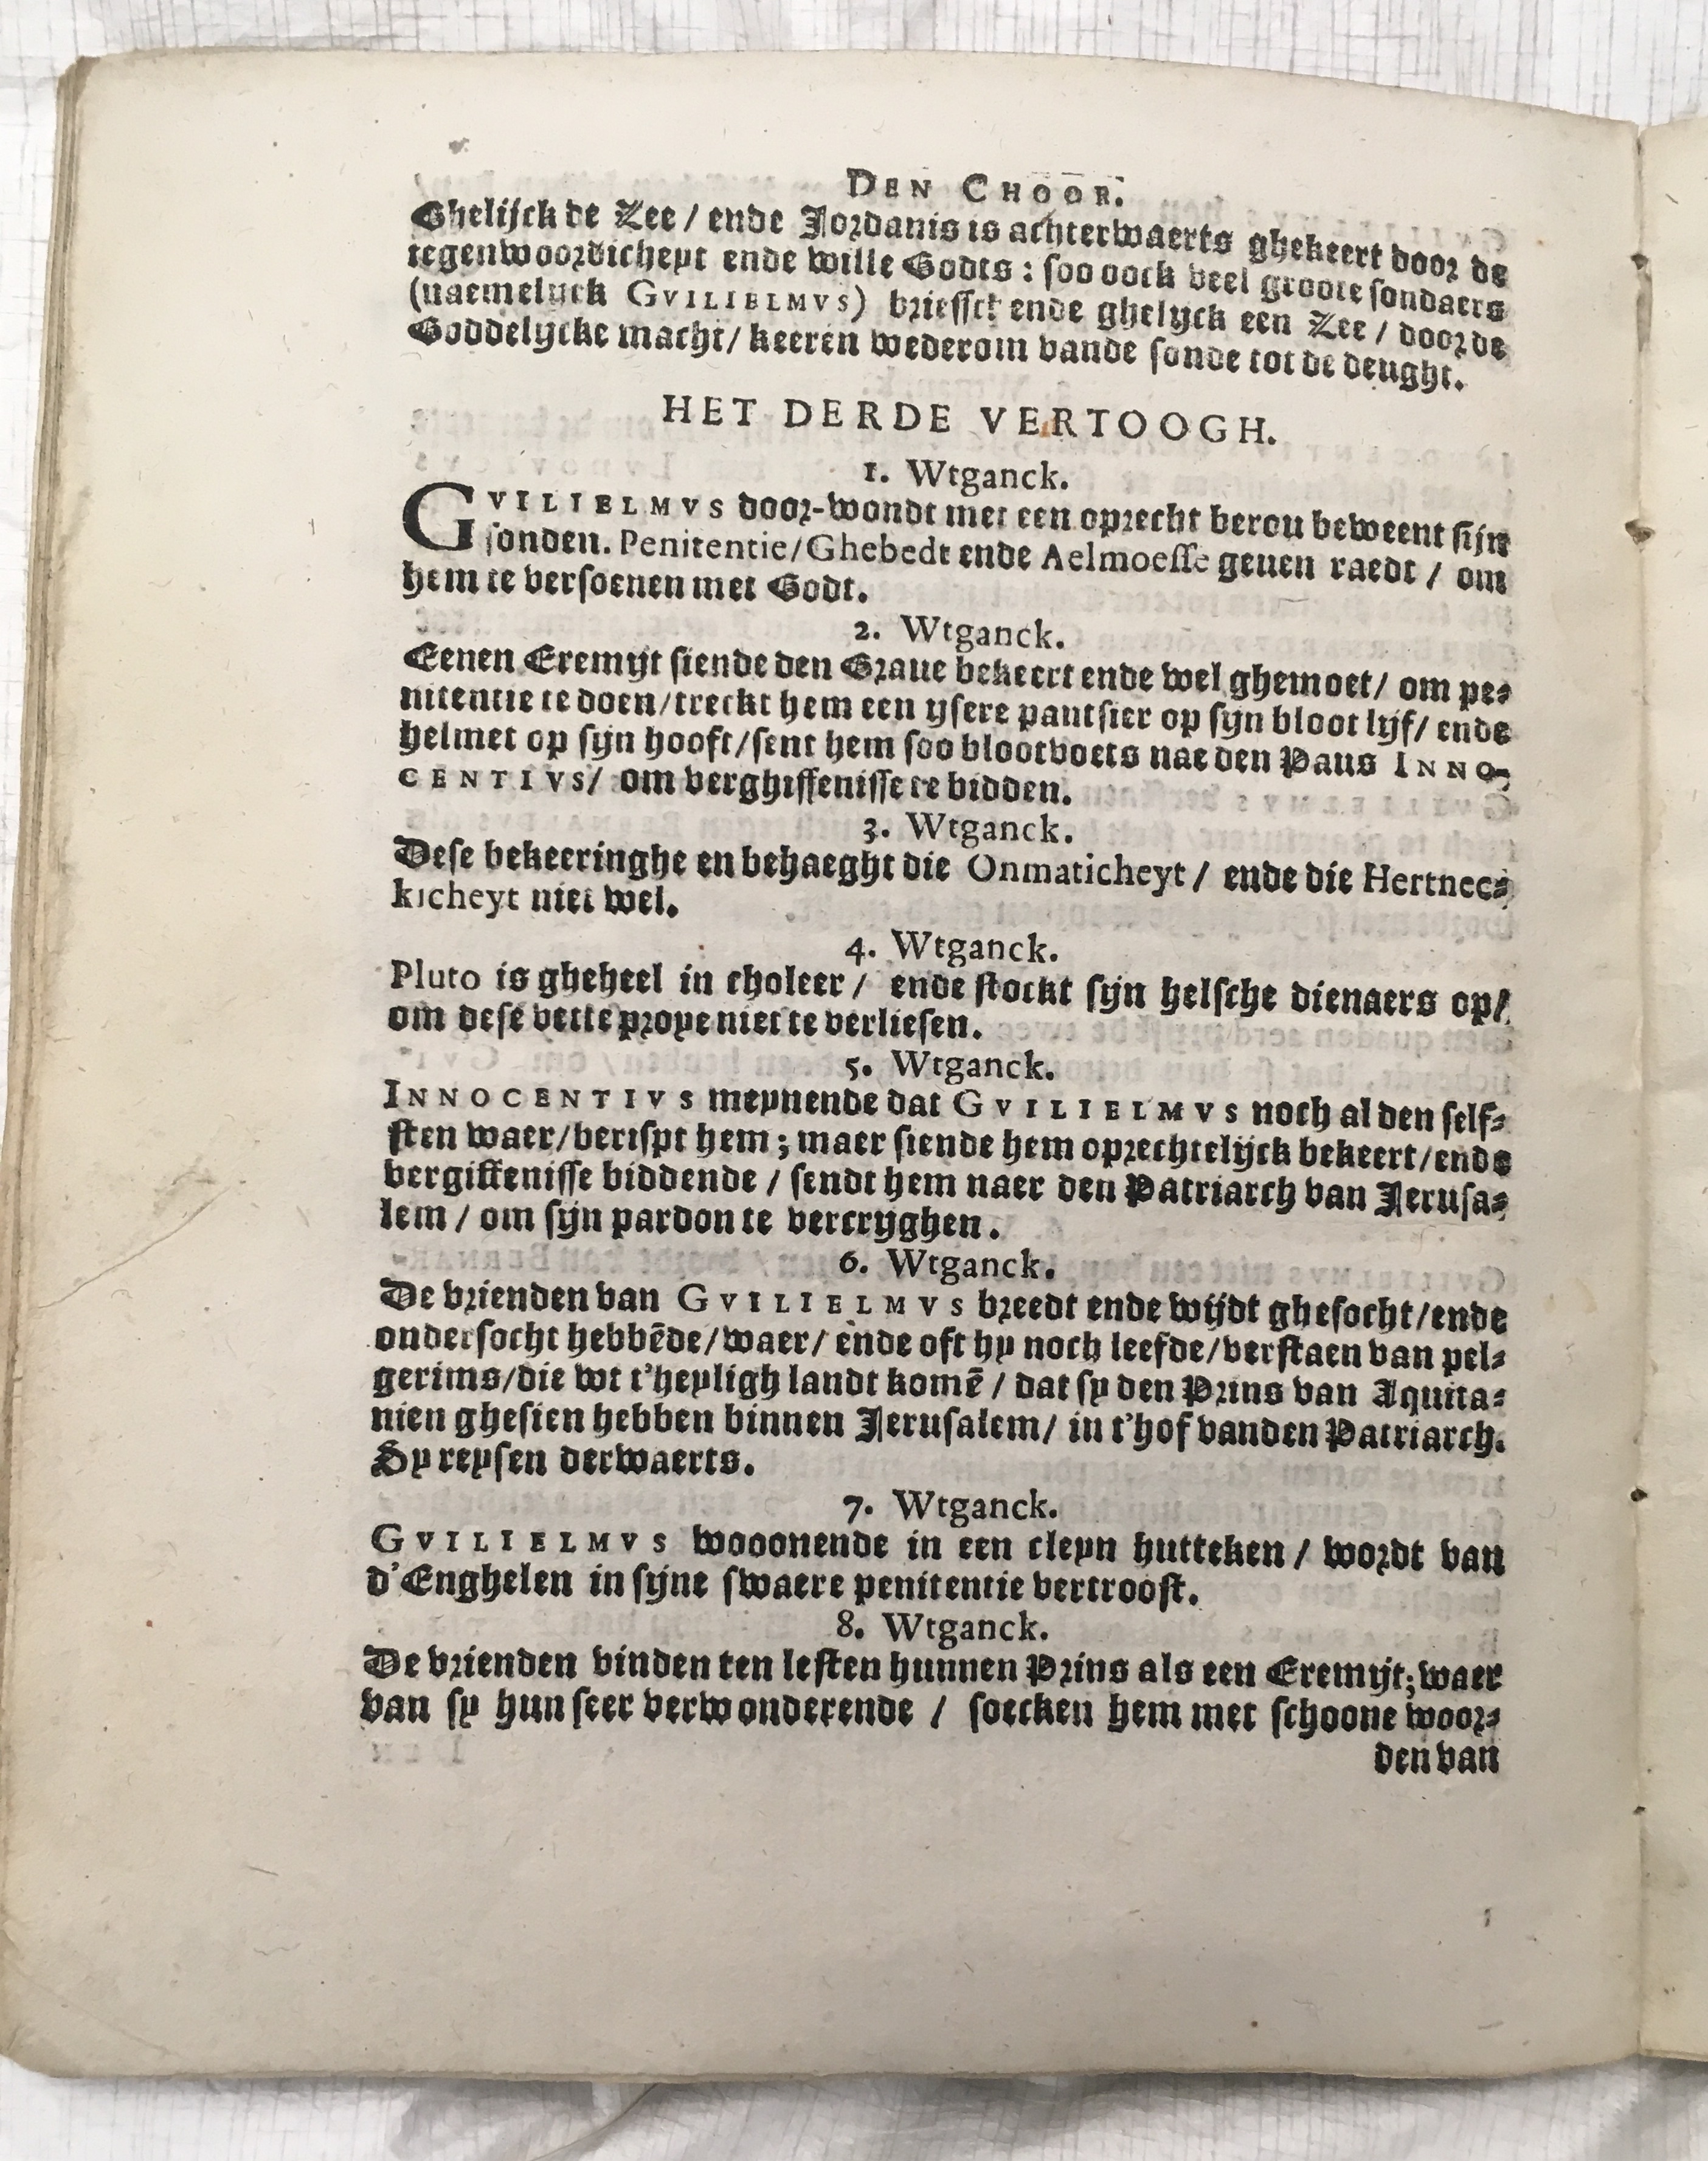 DEN CHOOR.
Ghelijck de Zee / ende Jordanis is achterwaerts ghekeert door de
tegenwoordicheyt ende wille Godts : soo oock veel groote sondaers
(naemelyck GVILIELMVS) briessct ende ghelyck een Zee / door de
Goddelycke macht / keeren wederom vande sonde tot de deught.
HET DERDE VERTOOGH.
1. Wtganck.
GVILIELMVS door-wondt met een oprecht berou beweent sijn
sonden. Penitentie / Ghebedt ende Aelmoesse geuen raedt / om
hem te versoenen met Godt.
2. Wtganck.
Eenen Eremijt siende den Graue bekeert ende wel ghemoet / om pe-
nitentie te doen / treckt hem een ysere pantsier op syn bloot lijf / ende
helmet op sijn hooft / sent hem soo blootvoets nae den Paus INNO-
CENTIVS / om verghiffenisse te bidden.
3. Wtganck.
Dese bekeeringhe en behaeght die Onmaticheyt / ende die Hertnec-
kicheyt niet wel.
4. Wtganck.
Pluto is gheheel in choleer / ende stockt sijn helsche dienaers op /
om dese vette proye niet te verliesen.
5. Wtganck.
INNOCENTIVS meynende dat GVILIELMVS noch al den self-
sten waer / berispt hem ; maer siende hem oprechtelijck bekeert / ende
vergiffenisse biddende / sendt hem naer den Patriarch van Jerusa-
lem / om sijn pardon te vercryghen.
6. Wtganck.
De vrienden van GVILIELMVS breedt ende wijdt ghesocht / ende
ondersocht hebbēde / waer / ende oft hy noch leefde / verstaen van pel-
gerims / die wt t'heyligh landt komē / dat sy den Prins van Aquita-
nien ghesien hebben binnen Jerusalem / in t'hof vanden Patriarch.
Sy reysen derwaerts.
7. Wtganck.
GVILIELMVS wooonende in een cleyn hutteken / wordt van
d'Enghelen in sijne swaere penitentie vertroost.
8. Wtganck.
De vrienden vinden ten lesten hunnen Prins als een Eremijt; waer
van sy hun seer verwonderende / soecken hem met schoone woor-
den van